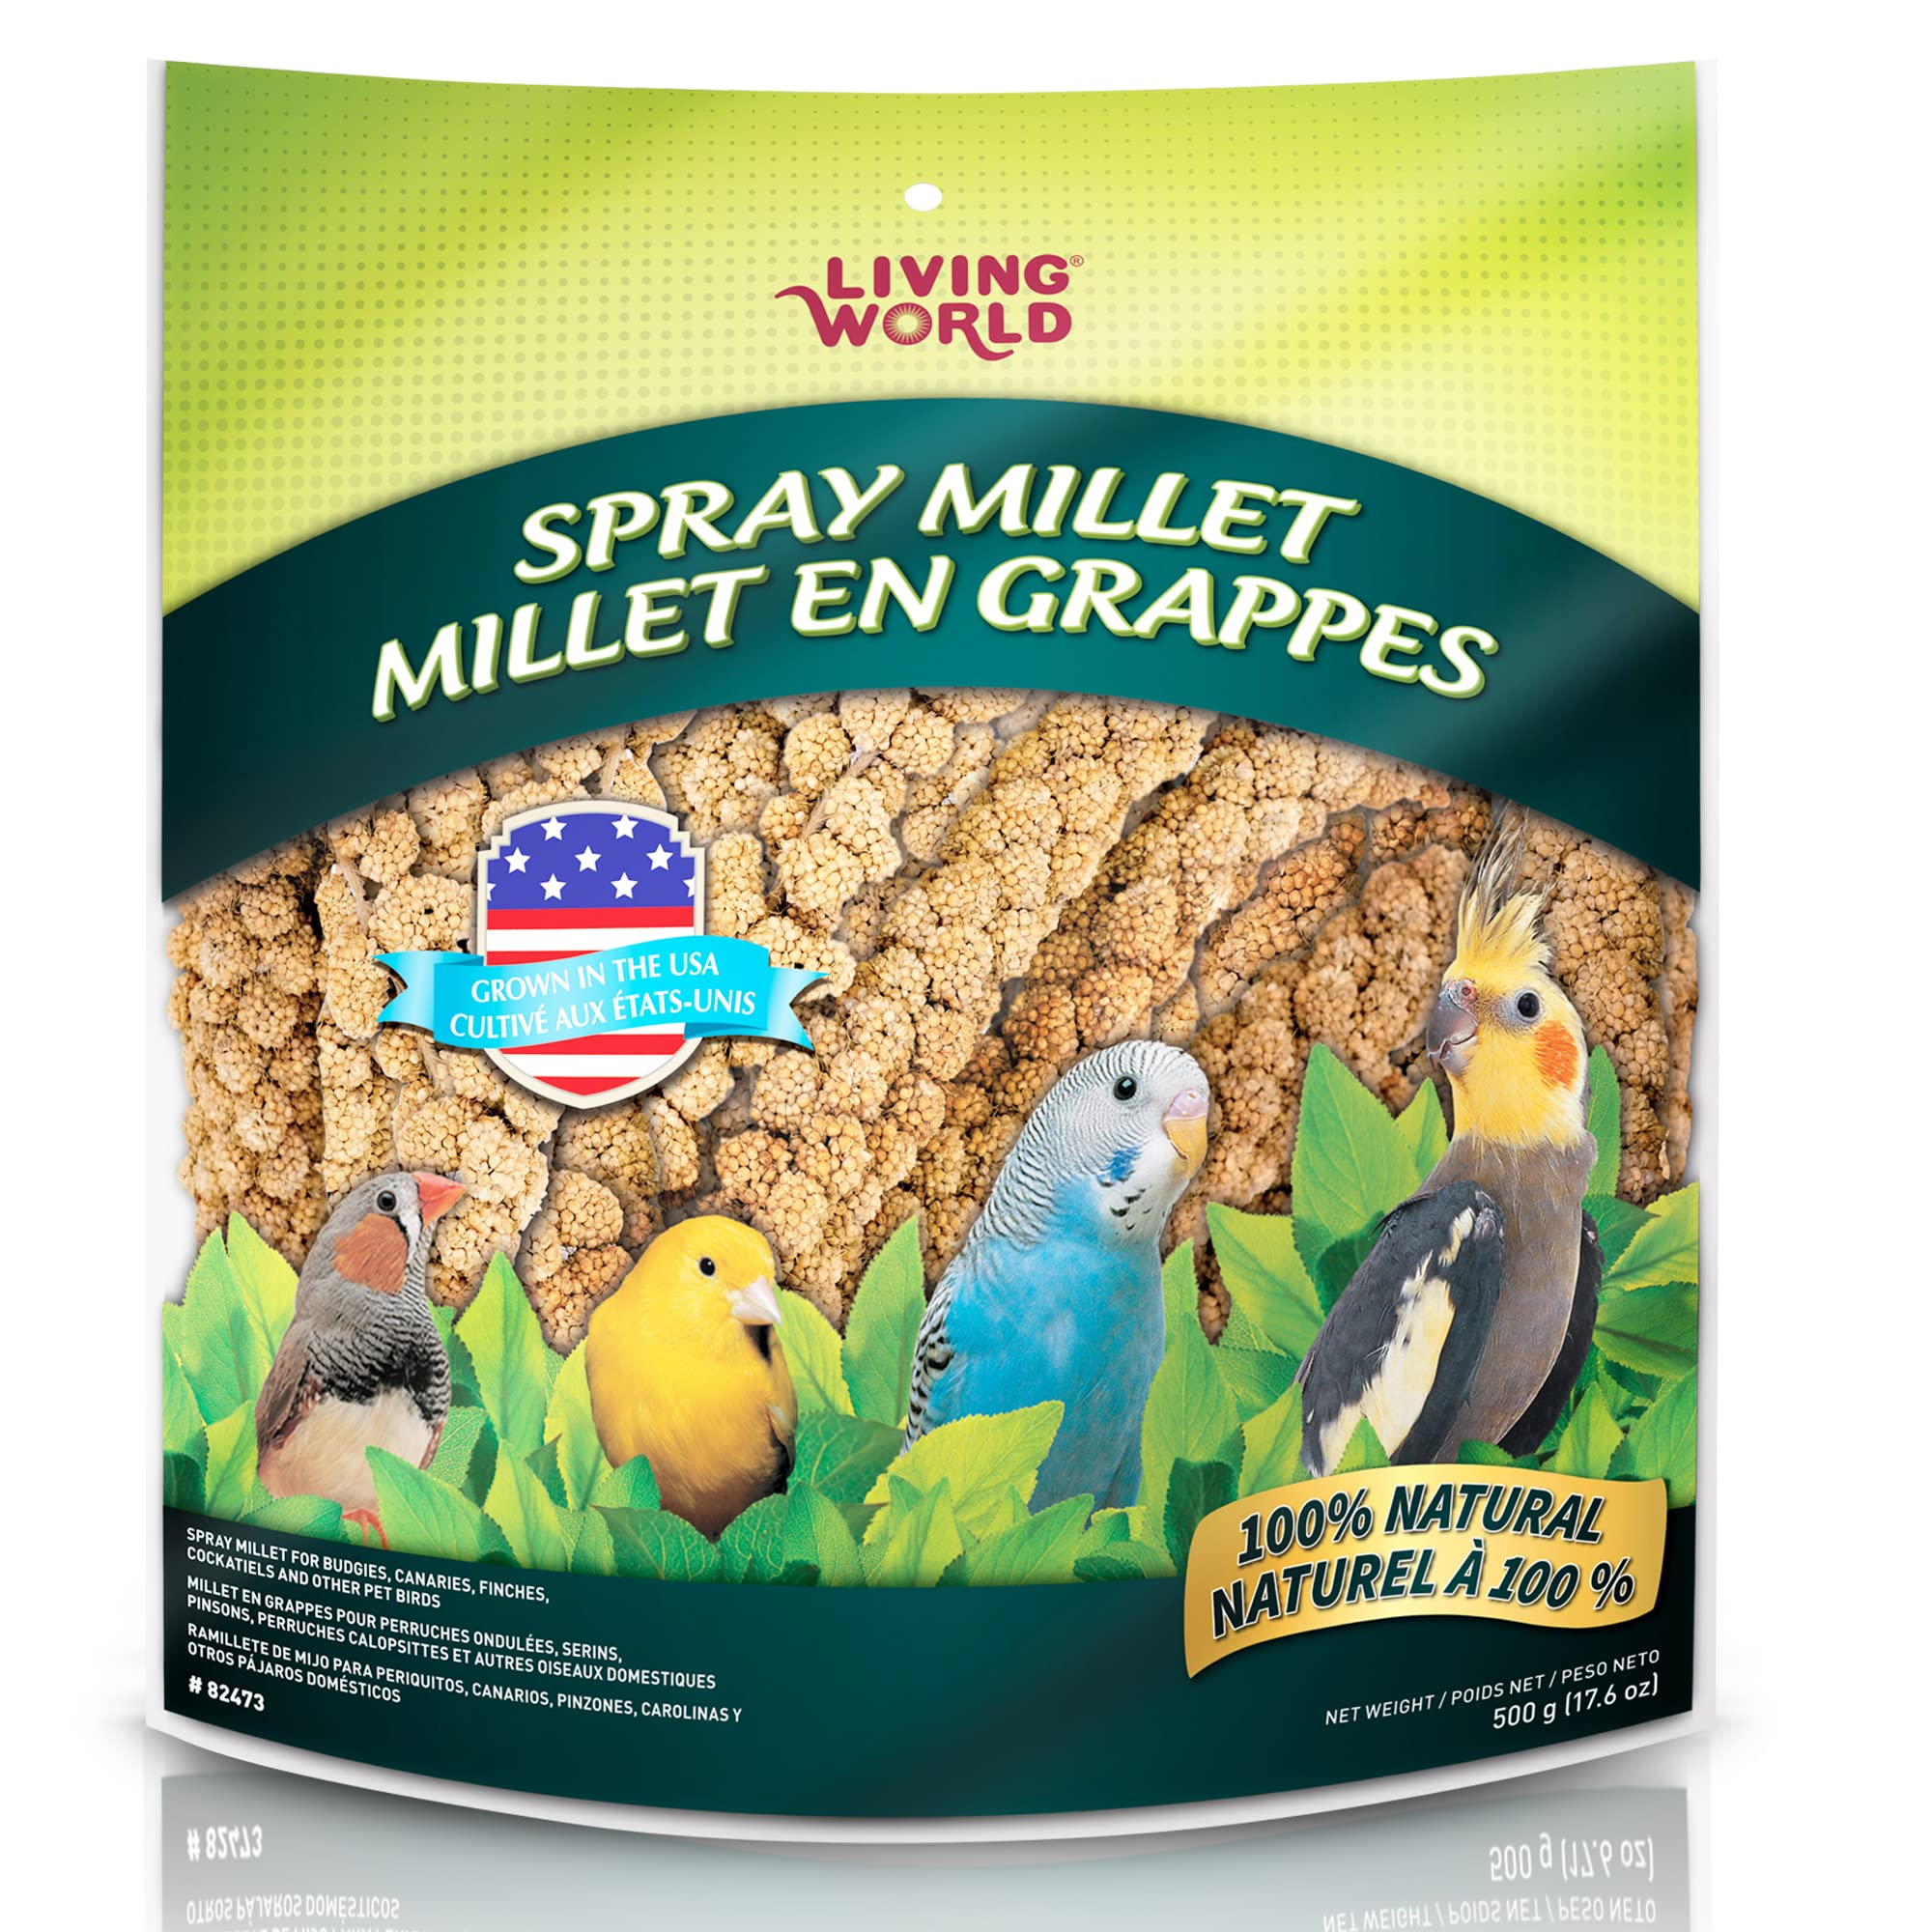 LIVING®
WORLD
SPRAY MILLET
MILLET EN GRAPPES
GROWN IN THE USA
CULTIVÉ AUX ÉTATS-UNIS
100% NATURAL
NATUREL À 100 %
SPRAY MILLET FOR BUDGIES, CANARIES, FINCHES,
COCKATIELS AND OTHER PET BIRDS
MILLET EN GRAPPES POUR PERRUCHES ONDULÉES, SERINS,
PINSONS, PERRUCHES CALOPSITTES ET AUTRES OISEAUX DOMESTIQUES
RAMILLETE DE MIJO PARA PERIQUITOS, CANARIOS, PINZONES, CAROLINAS Y
OTROS PÁJAROS DOMÉSTICOS
# 82473
NET WEIGHT / POIDS NET / PESO NETO
500 g (17.6 oz)